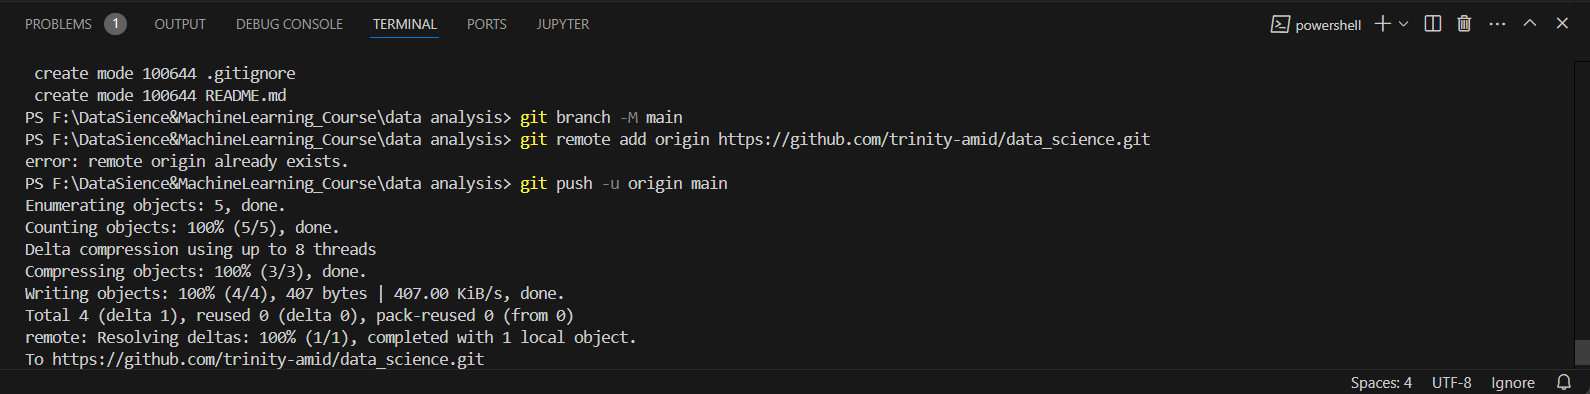 PROBLEMS 1 OUTPUT DEBUG CONSOLE TERMINAL PORTS JUPYTER powershell
create mode 100644 .gitignore
create mode 100644 README.md
PS F:\DataSience&MachineLearning_Course\data analysis> git branch -M main
PS F:\DataSience&MachineLearning_Course\data analysis> git remote add origin https://github.com/trinity-amid/data_science.git
error: remote origin already exists.
PS F:\DataSience&MachineLearning_Course\data analysis> git push -u origin main
Enumerating objects: 5, done.
Counting objects: 100% (5/5), done.
Delta compression using up to 8 threads
Compressing objects: 100% (3/3), done.
Writing objects: 100% (4/4), 407 bytes | 407.00 KiB/s, done.
Total 4 (delta 1), reused 0 (delta 0), pack-reused 0 (from 0)
remote: Resolving deltas: 100% (1/1), completed with 1 local object.
To https://github.com/trinity-amid/data_science.git
Spaces: 4 UTF-8 Ignore